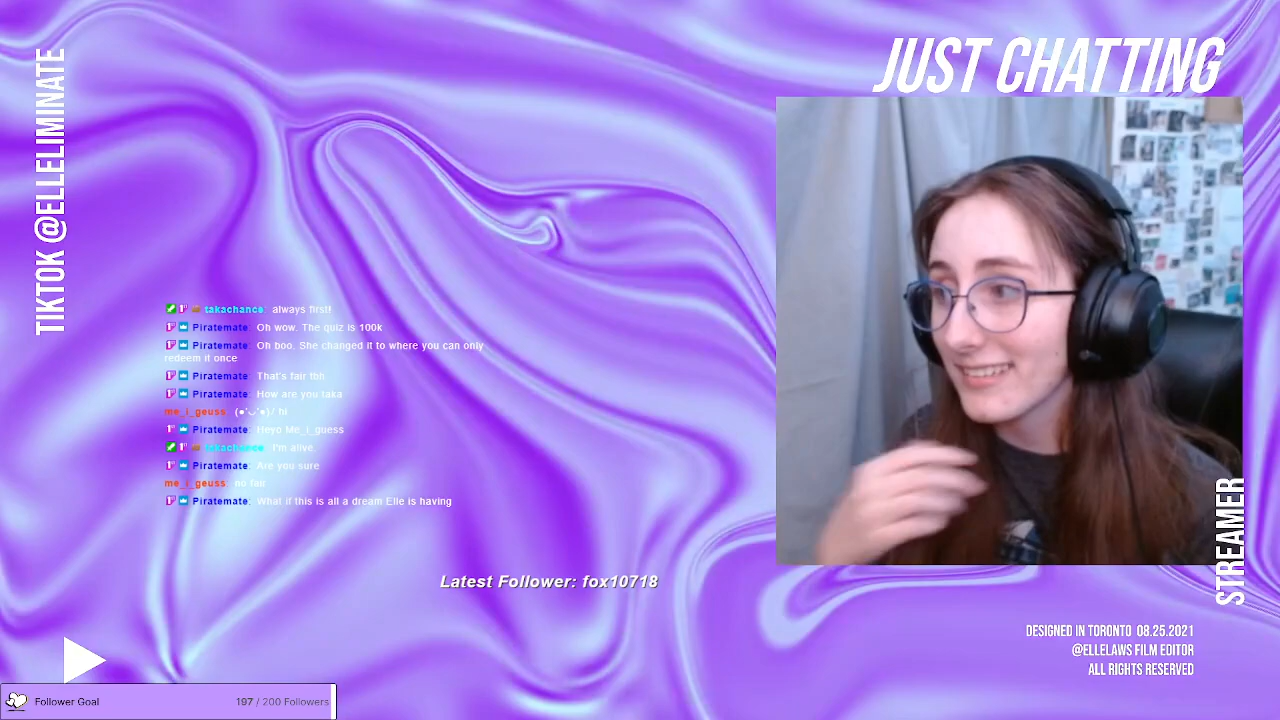 JUST CHATTING
TIKTOK @ELLELIMINATE
takachance: always first!
Piratemate: Oh wow. The quiz is 100k
Piratemate: Oh boo. She changed it to where you can only
redeem it once
Piratemate: That's fair tbh
Piratemate: How are you taka
me_i_geuss: (●'◡'●)/ hi
Piratemate: Heyo Me_I_guess
takachance: I'm alive.
Piratemate: Are you sure
me_i_geuss: no fair
Piratemate: What if this is all a dream Elle is having
STREAMER
Latest Follower: fox10718
DESIGNED IN TORONTO 08.25.2021
@ELLELAWS FILM EDITOR
ALL RIGHTS RESERVED
Follower Goal 197 / 200 Followers